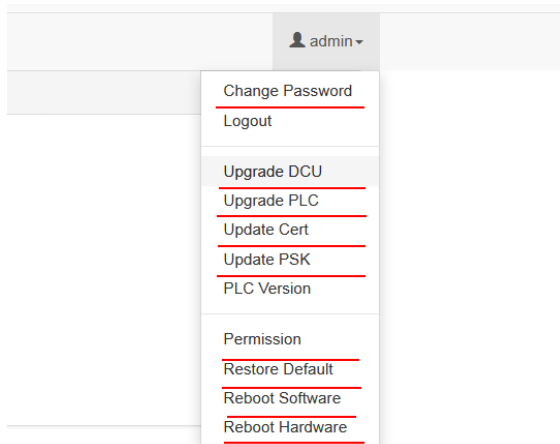 admin
Change Password
Logout
Upgrade DCU
Upgrade PLC
Update Cert
Update PSK
PLC Version
Permission
Restore Default
Reboot Software
Reboot Hardware